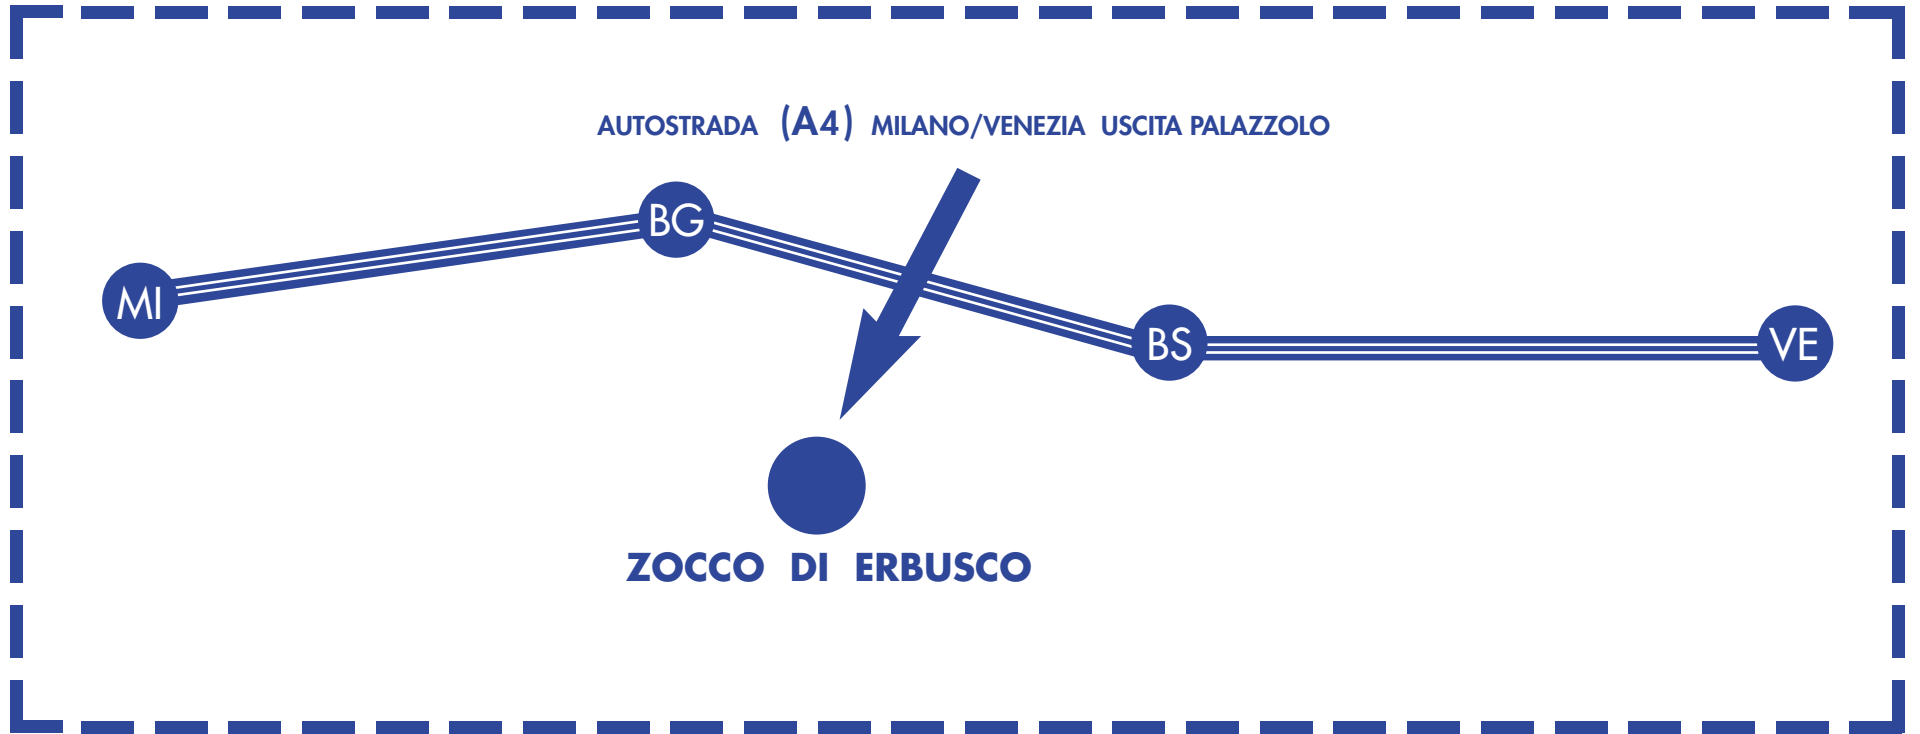 AUTOSTRADA (A4) MILANO/VENEZIA USCITA PALAZZOLO
BG
MI
BS
VE
ZOCCO DI ERBUSCO